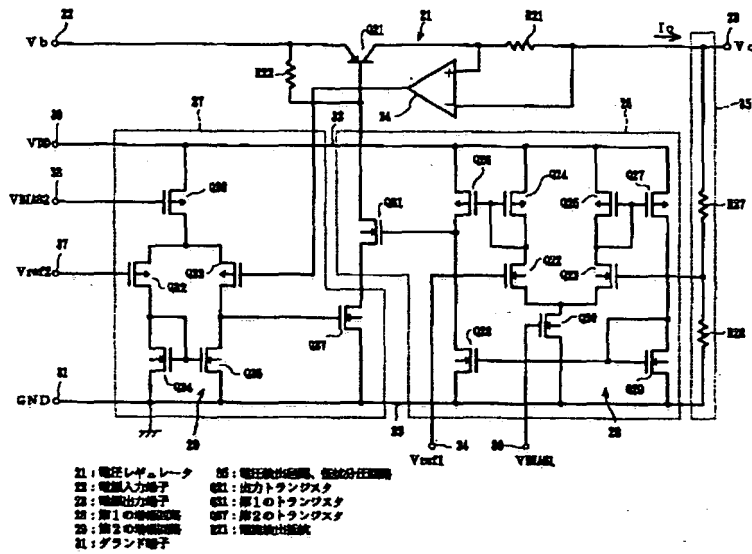 22
Vb
Q21
21
R21
Io
23
Vo
R22
24
35
27
32
26
30
VDD
38
VBIAS2
Q26
Q24
Q25
Q27
Q31
R27
37
Vref2
Q32
Q33
Q22
Q23
Q37
Q28
R28
Q34
Q35
Q29
31
GND
29
33
34
Vref1
VBIAS1
28
21:電圧レギュレータ
22:電源入力端子
23:電源出力端子
28:第1の増幅回路
29:第2の増幅回路
31:グランド端子
35:電圧検出回路、抵抗分圧回路
Q21:出力トランジスタ
Q31:第1のトランジスタ
Q37:第2のトランジスタ
R21:電流検出抵抗